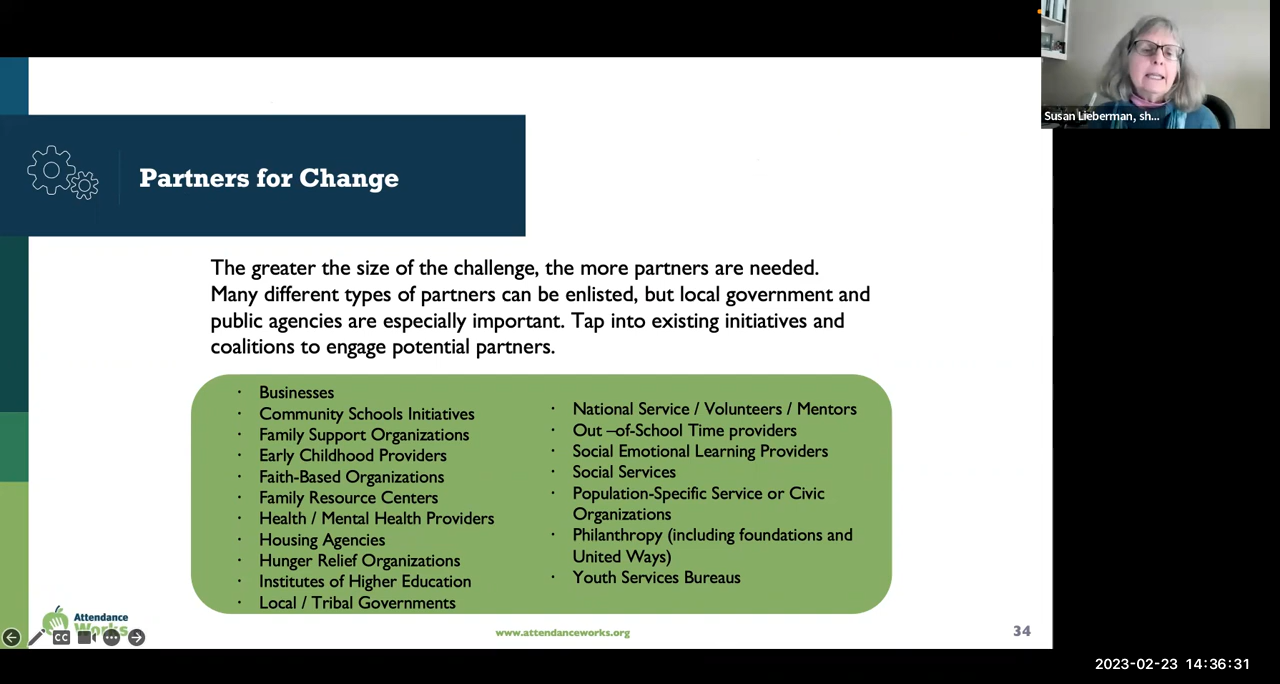 Susan Lieberman, sh...
Partners for Change
The greater the size of the challenge, the more partners are needed.
Many different types of partners can be enlisted, but local government and
public agencies are especially important. Tap into existing initiatives and
coalitions to engage potential partners.
· Businesses
· Community Schools Initiatives
· Family Support Organizations
· Early Childhood Providers
· Faith-Based Organizations
· Family Resource Centers
· Health / Mental Health Providers
· Housing Agencies
· Hunger Relief Organizations
· Institutes of Higher Education
· Local / Tribal Governments
· National Service / Volunteers / Mentors
· Out –of-School Time providers
· Social Emotional Learning Providers
· Social Services
· Population-Specific Service or Civic
Organizations
· Philanthropy (including foundations and
United Ways)
· Youth Services Bureaus
Attendance
Works
CC
www.attendanceworks.org
34
2023-02-23 14:36:31